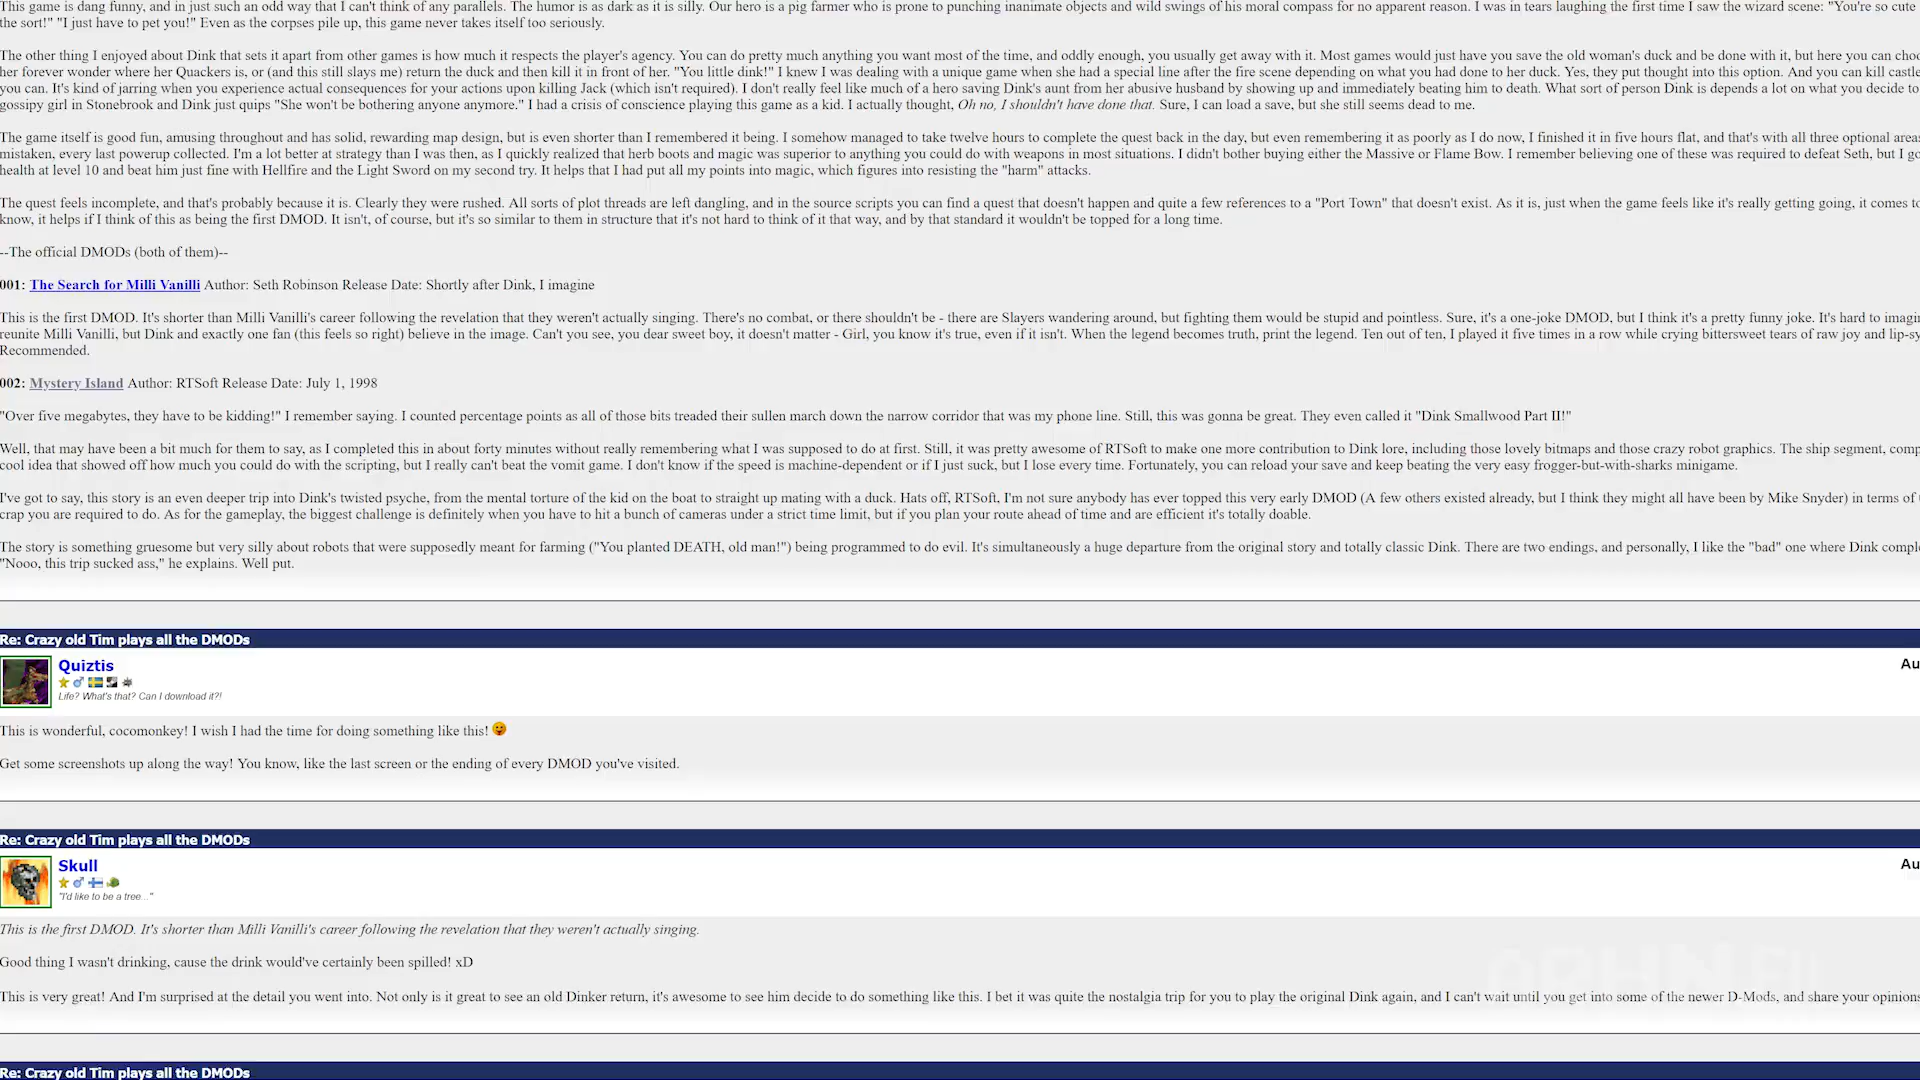 This game is dang funny, and in just such an odd way that I can't think of any parallels. The humor is as dark as it is silly. Our hero is a pig farmer who is prone to punching inanimate objects and wild swings of his moral compass for no apparent reason. I was in tears laughing the first time I saw the wizard scene: "You're so cute
the sort!" "I just have to pet you!" Even as the corpses pile up, this game never takes itself too seriously.
The other thing I enjoyed about Dink that sets it apart from other games is how much it respects the player's agency. You can do pretty much anything you want most of the time, and oddly enough, you usually get away with it. Most games would just have you save the old woman's duck and be done with it, but here you can
her forever wonder where her Quackers is, or (and this still slays me) return the duck and then kill it in front of her. "You little dink!" I knew I was dealing with a unique game when she had a special line after the fire scene depending on what you had done to her duck. Yes, they put thought into this option. And you can kill
you can. It's kind of jarring when you experience actual consequences for your actions upon killing Jack (which isn't required). I don't really feel like much of a hero saving Dink's aunt from her abusive husband by showing up and immediately beating him to death. What sort of person Dink is depends a lot on what you decide to
gossipy girl in Stonebrook and Dink just quips "She won't be bothering anyone anymore." I had a crisis of conscience playing this game as a kid. I actually thought, Oh no, I shouldn't have done that. Sure, I can load a save, but she still seems dead to me.
The game itself is good fun, amusing throughout and has solid, rewarding map design, but is even shorter than I remembered it being. I somehow managed to take twelve hours to complete the quest back in the day, but even remembering it as poorly as I do now, I finished it in five hours flat, and that's with all three optional
mistaken, every last powerup collected. I'm a lot better at strategy than I was then, as I quickly realized that herb boots and magic was superior to anything you could do with weapons in most situations. I didn't bother buying either the Massive or Flame Bow. I remember believing one of these was required to defeat Seth, but I
health at level 10 and beat him just fine with Hellfire and the Light Sword on my second try. It helps that I had put all my points into magic, which figures into resisting the "harm" attacks.
The quest feels incomplete, and that's probably because it is. Clearly they were rushed. All sorts of plot threads are left dangling, and in the source scripts you can find a quest that doesn't happen and quite a few references to a "Port Town" that doesn't exist. As it is, just when the game feels like it's really getting going, it comes
know, it helps if I think of this as being the first DMOD. It isn't, of course, but it's so similar to them in structure that it's not hard to think of it that way, and by that standard it wouldn't be topped for a long time.
--The official DMODs (both of them)--
001: The Search for Milli Vanilli Author: Seth Robinson Release Date: Shortly after Dink, I imagine
This is the first DMOD. It's shorter than Milli Vanilli's career following the revelation that they weren't actually singing. There's no combat, or there shouldn't be - there are Slayers wandering around, but fighting them would be stupid and pointless. Sure, it's a one-joke DMOD, but I think it's a pretty funny joke. It's hard to
reunite Milli Vanilli, but Dink and exactly one fan (this feels so right) believe in the image. Can't you see, you dear sweet boy, it doesn't matter - Girl, you know it's true, even if it isn't. When the legend becomes truth, print the legend. Ten out of ten, I played it five times in a row while crying bittersweet tears of raw joy and
Recommended.
002: Mystery Island Author: RTSoft Release Date: July 1, 1998
"Over five megabytes, they have to be kidding!" I remember saying. I counted percentage points as all of those bits treaded their sullen march down the narrow corridor that was my phone line. Still, this was gonna be great. They even called it "Dink Smallwood Part II!"
Well, that may have been a bit much for them to say, as I completed this in about forty minutes without really remembering what I was supposed to do at first. Still, it was pretty awesome of RTSoft to make one more contribution to Dink lore, including those lovely bitmaps and those crazy robot graphics. The ship segment,
cool idea that showed off how much you could do with the scripting, but I really can't beat the vomit game. I don't know if the speed is machine-dependent or if I just suck, but I lose every time. Fortunately, you can reload your save and keep beating the very easy frogger-but-with-sharks minigame.
I've got to say, this story is an even deeper trip into Dink's twisted psyche, from the mental torture of the kid on the boat to straight up mating with a duck. Hats off, RTSoft, I'm not sure anybody has ever topped this very early DMOD (A few others existed already, but I think they might all have been by Mike Snyder) in terms of
crap you are required to do. As for the gameplay, the biggest challenge is definitely when you have to hit a bunch of cameras under a strict time limit, but if you plan your route ahead of time and are efficient it's totally doable.
The story is something gruesome but very silly about robots that were supposedly meant for farming ("You planted DEATH, old man!") being programmed to do evil. It's simultaneously a huge departure from the original story and totally classic Dink. There are two endings, and personally, I like the "bad" one where Dink
"Nooo, this trip sucked ass," he explains. Well put.
Re: Crazy old Tim plays all the DMODs
Quiztis
Au
Life? What's that? Can I download it?!
This is wonderful, cocomonkey! I wish I had the time for doing something like this!
Get some screenshots up along the way! You know, like the last screen or the ending of every DMOD you've visited.
Re: Crazy old Tim plays all the DMODs
Skull
Au
"I'd like to be a tree..."
This is the first DMOD. It's shorter than Milli Vanilli's career following the revelation that they weren't actually singing.
Good thing I wasn't drinking, cause the drink would've certainly been spilled! xD
This is very great! And I'm surprised at the detail you went into. Not only is it great to see an old Dinker return, it's awesome to see him decide to do something like this. I bet it was quite the nostalgia trip for you to play the original Dink again, and I can't wait until you get into some of the newer D-Mods, and share your opinions
Re: Crazy old Tim plays all the DMODs